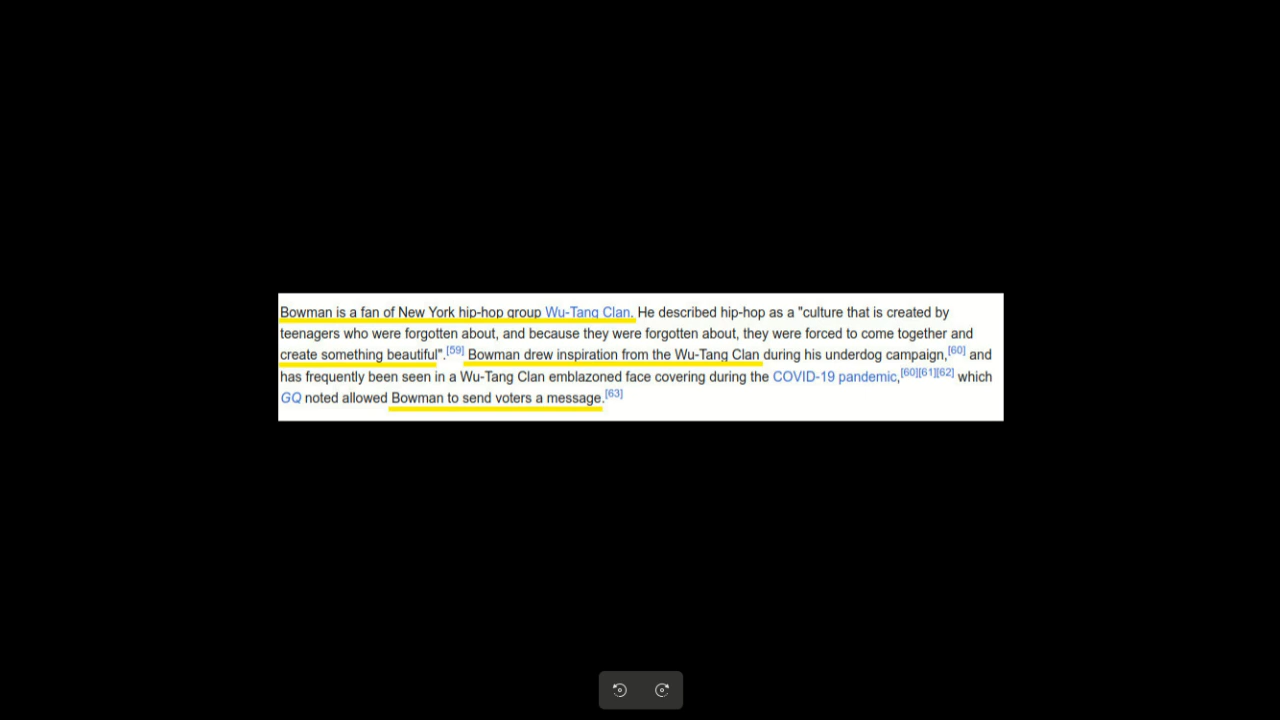 Bowman is a fan of New York hip-hop group Wu-Tang Clan. He described hip-hop as a "culture that is created by
teenagers who were forgotten about, and because they were forgotten about, they were forced to come together and
create something beautiful".[59] Bowman drew inspiration from the Wu-Tang Clan during his underdog campaign,[60] and
has frequently been seen in a Wu-Tang Clan emblazoned face covering during the COVID-19 pandemic,[60][61][62] which
GQ noted allowed Bowman to send voters a message.[63]